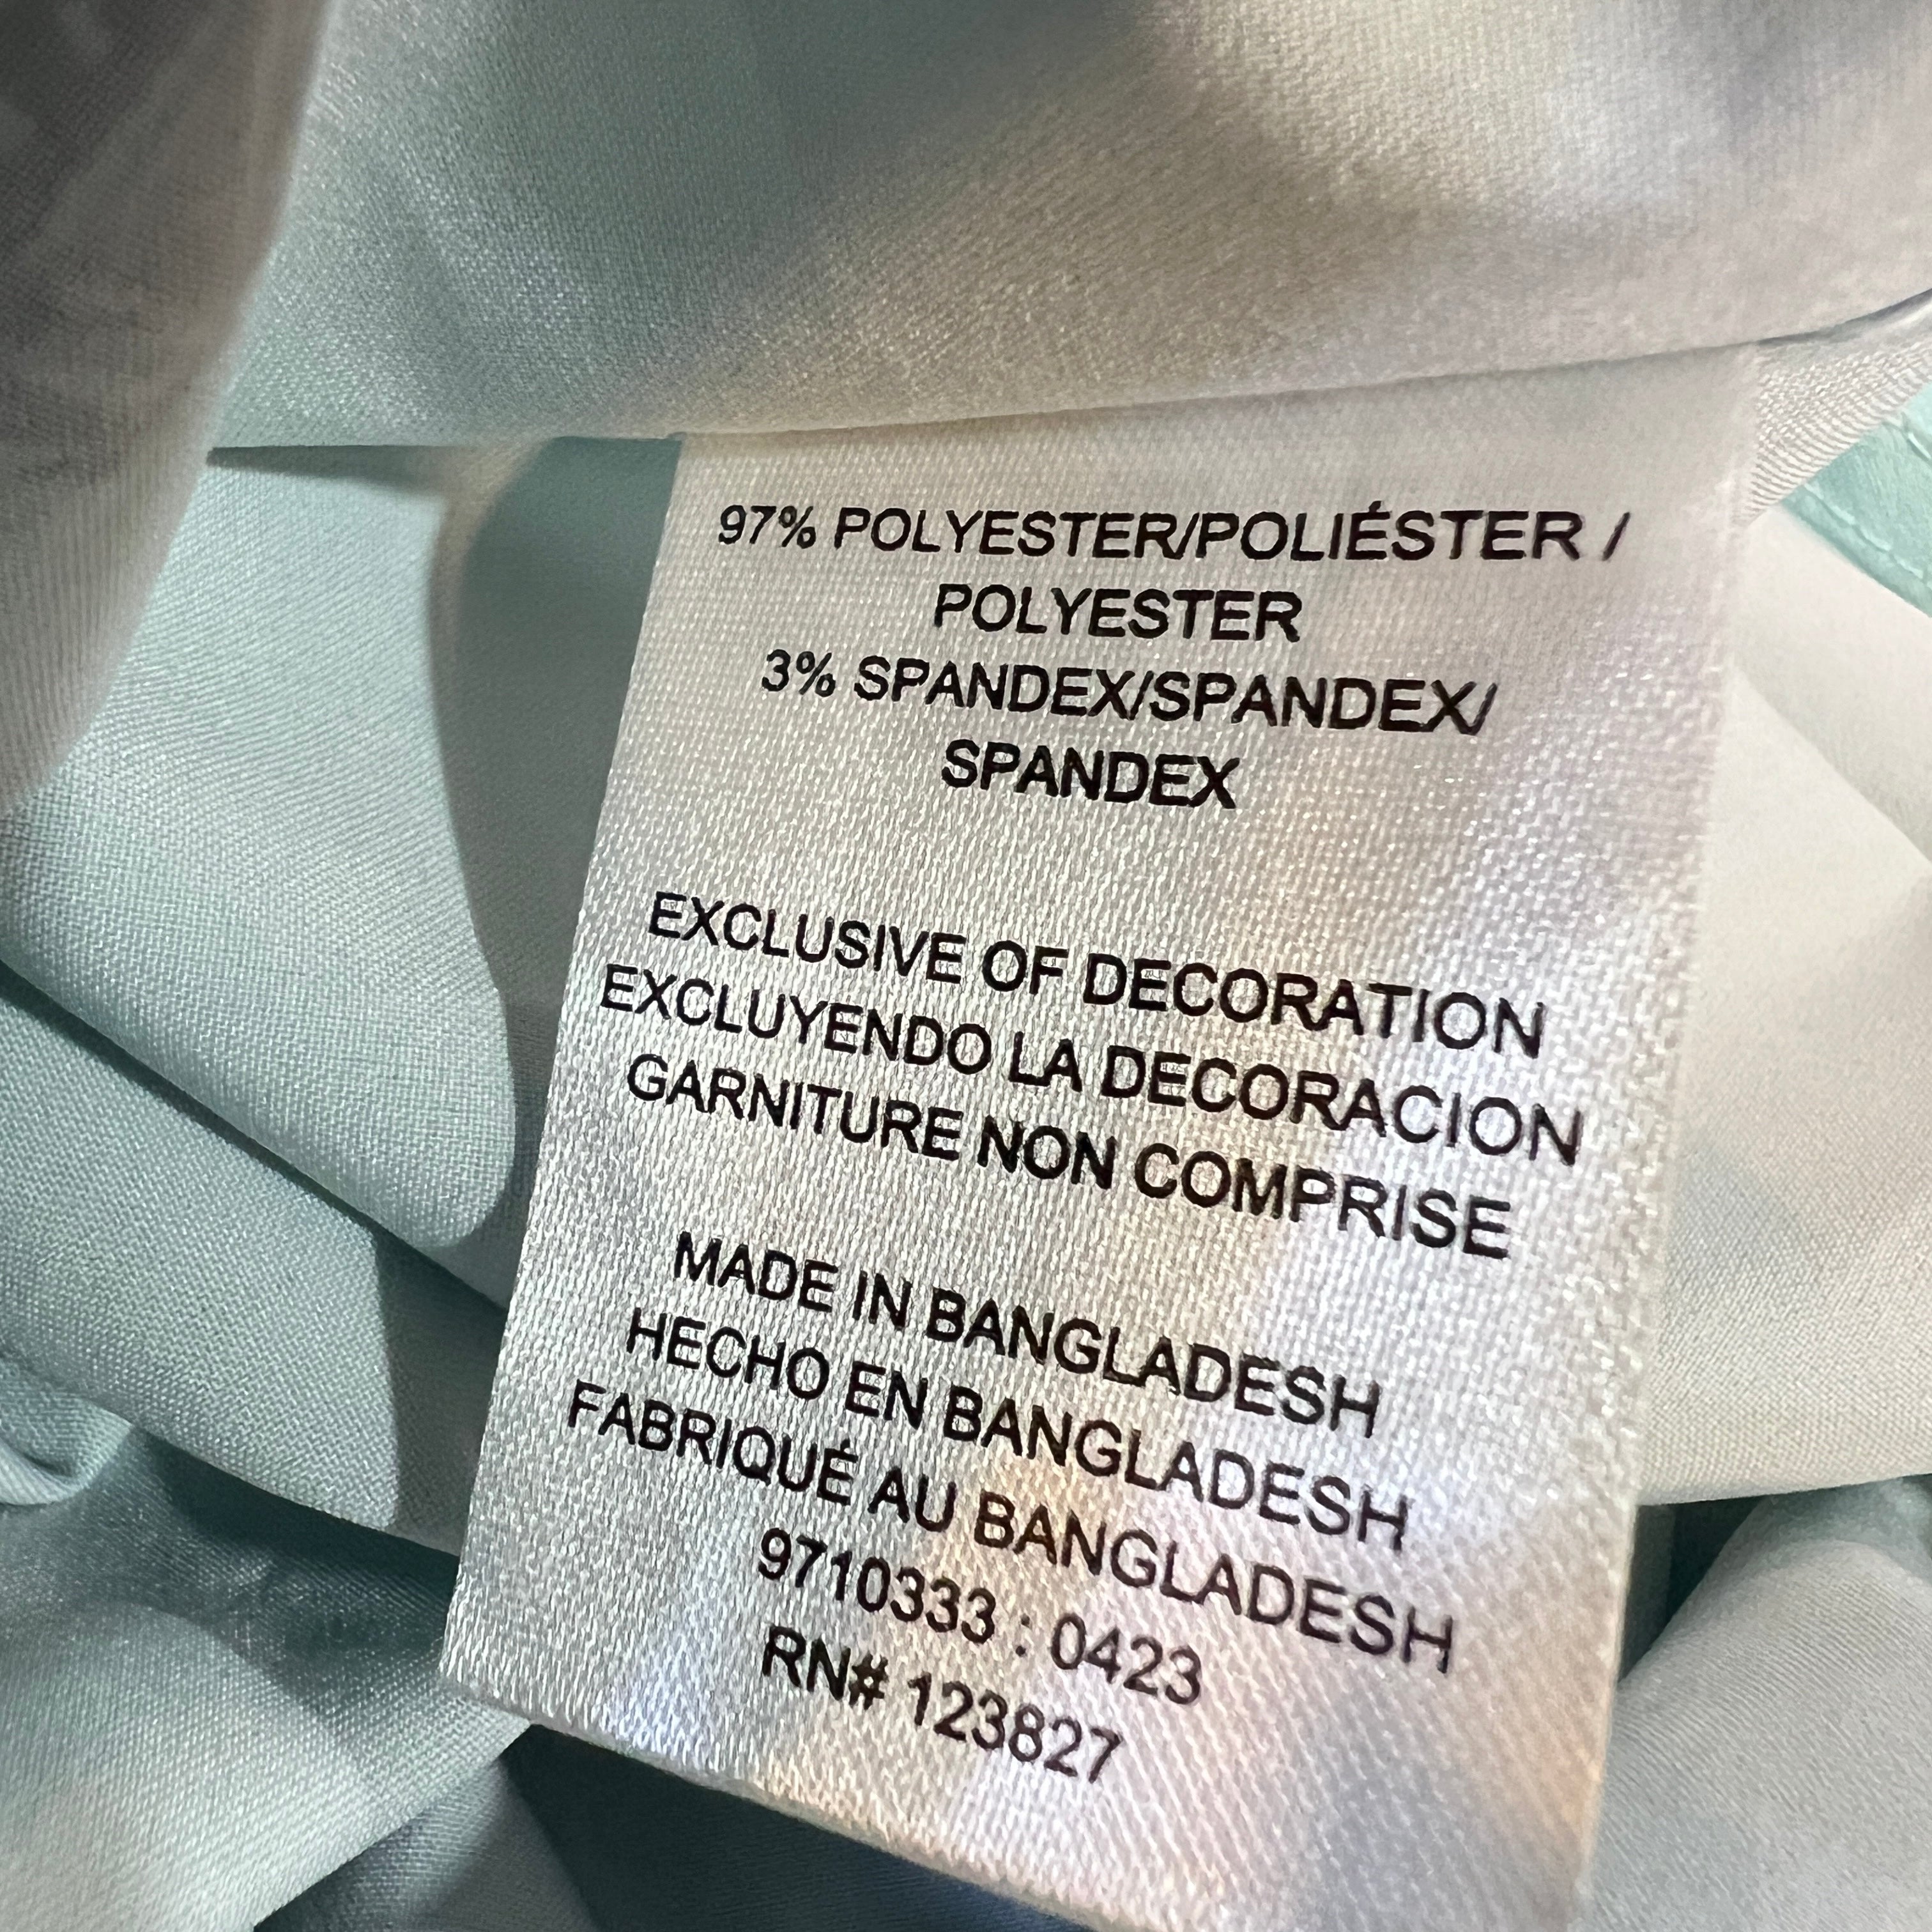 97% POLYESTER/POLIÉSTER /
POLYESTER
3% SPANDEX/SPANDEX/
SPANDEX
EXCLUSIVE OF DECORATION
EXCLUYENDO LA DECORACION
GARNITURE NON COMPRISE
MADE IN BANGLADESH
HECHO EN BANGLADESH
FABRIQUÉ AU BANGLADESH
9710333 : 0423
RN# 123827